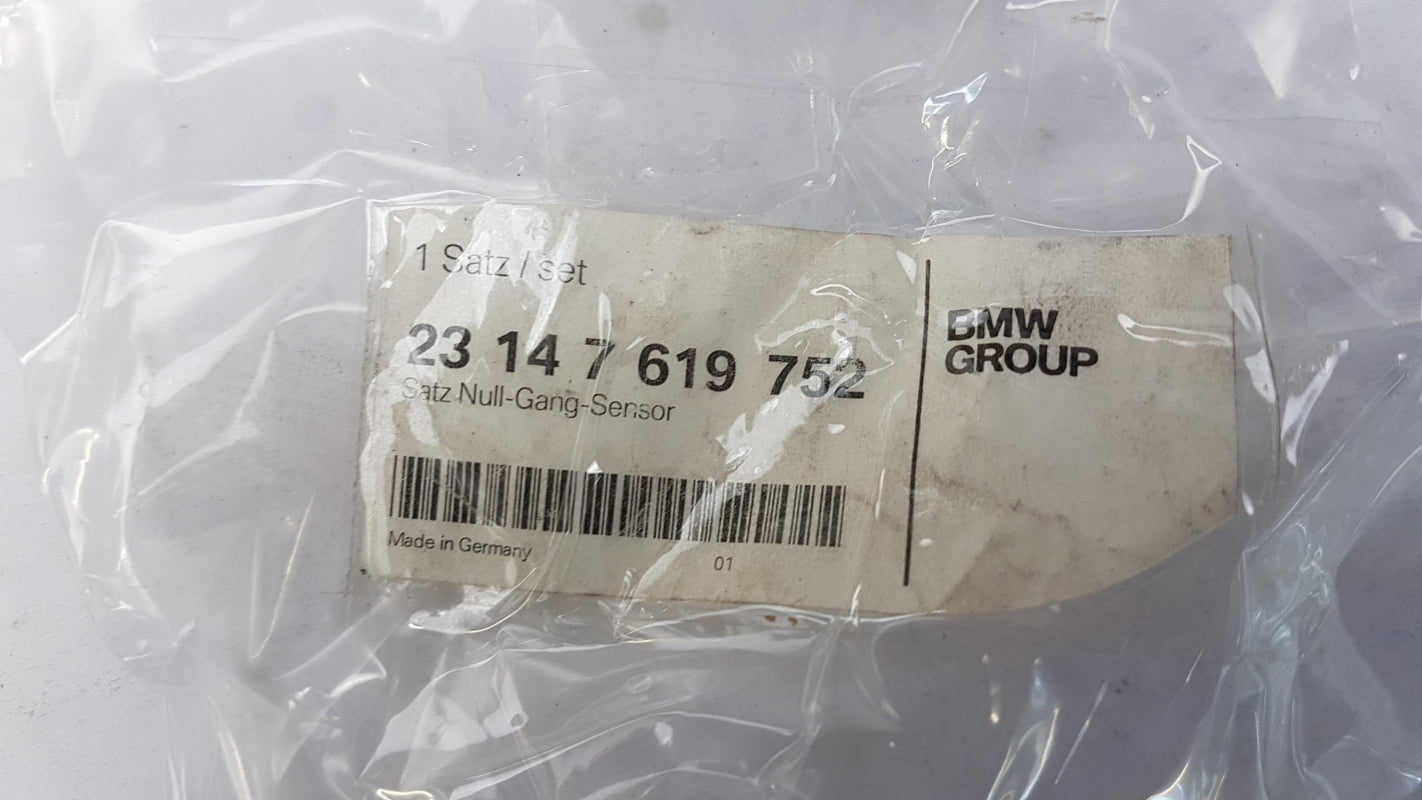 1 Satz / set
23 14 7 619 752
Satz Null-Gang-Sensor
Made in Germany
01
BMW
GROUP